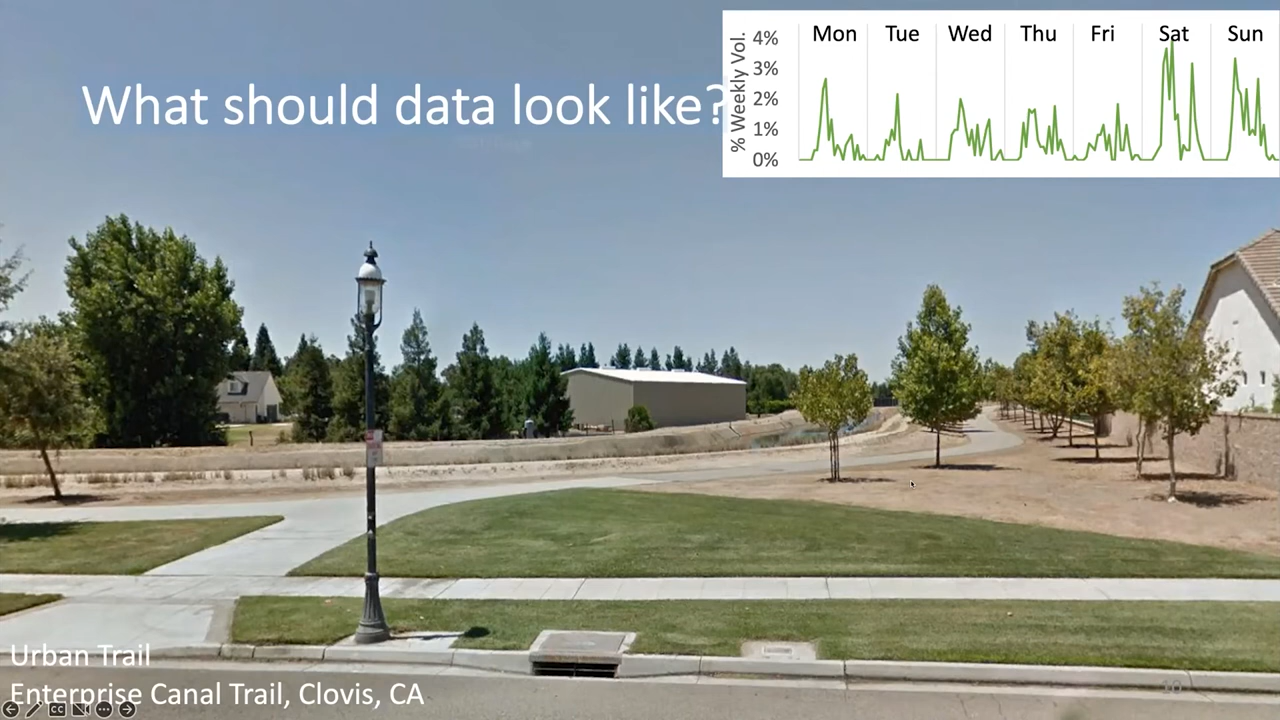 What should data look like?
% Weekly Vol.
4%
3%
2%
1%
0%
Mon Tue Wed Thu Fri Sat Sun
Urban Trail
Enterprise Canal Trail, Clovis, CA
CC